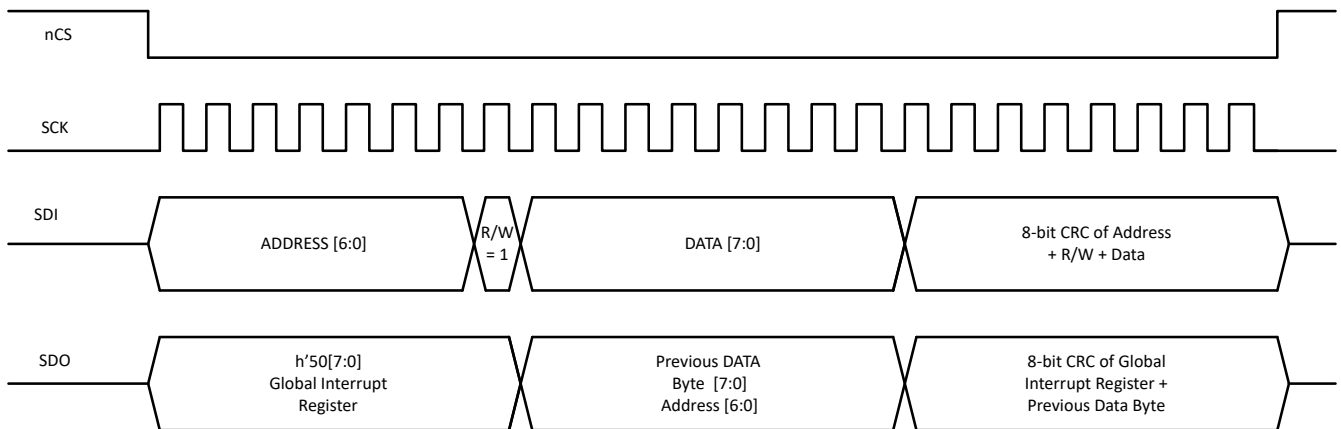 nCS
SCK
SDI
ADDRESS [6:0]
R/W
= 1
DATA [7:0]
8-bit CRC of Address
+ R/W + Data
SDO
h'50[7:0]
Global Interrupt
Register
Previous DATA
Byte [7:0]
Address [6:0]
8-bit CRC of Global
Interrupt Register +
Previous Data Byte